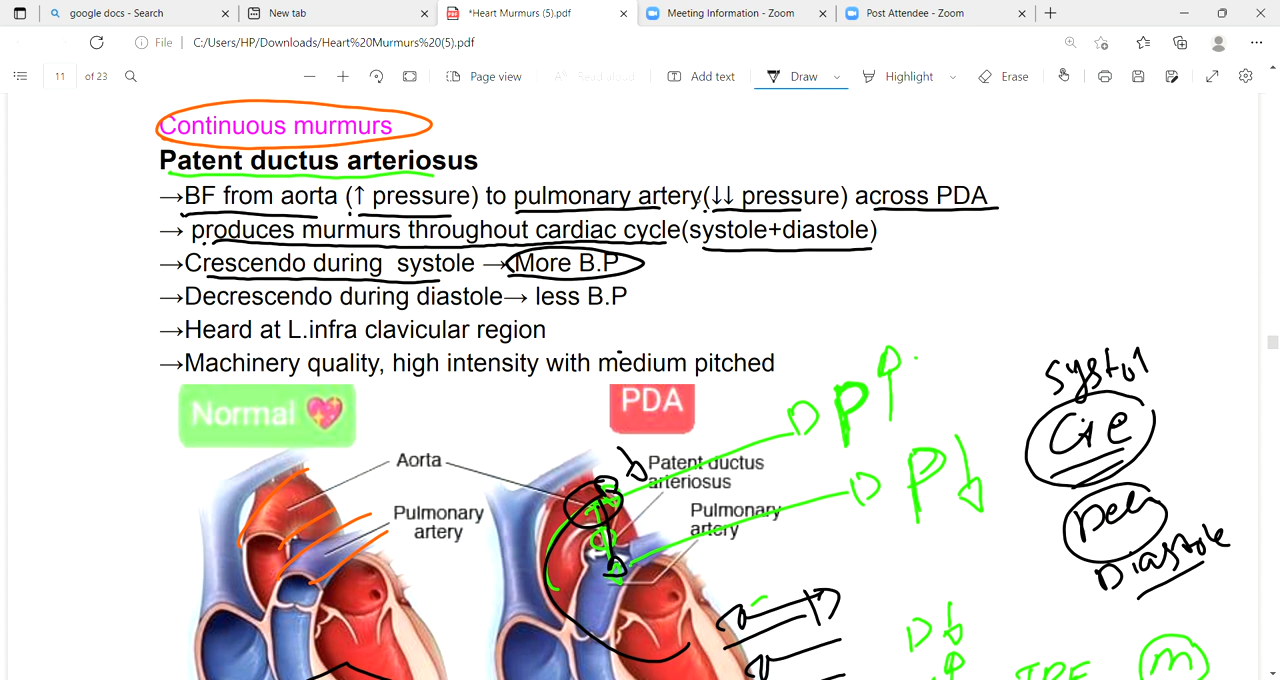 google docs - Search
New tab
*Heart Murmurs (5).pdf
Meeting Information - Zoom
Post Attendee - Zoom
File
C:/Users/HP/Downloads/Heart%20Murmurs%20(5).pdf
11 of 23
Page view
Read aloud
Add text
Draw
Highlight
Erase
Continuous murmurs
Patent ductus arteriosus
→BF from aorta (↑ pressure) to pulmonary artery(↓↓ pressure) across PDA
→ produces murmurs throughout cardiac cycle(systole+diastole)
→Crescendo during systole →More B.P
→Decrescendo during diastole→ less B.P
→Heard at L.infra clavicular region
→Machinery quality, high intensity with medium pitched
Normal
PDA
Aorta
Pulmonary
artery
Patent ductus
arteriosus
Pulmonary
artery
P↑
P↓
Diastole
m